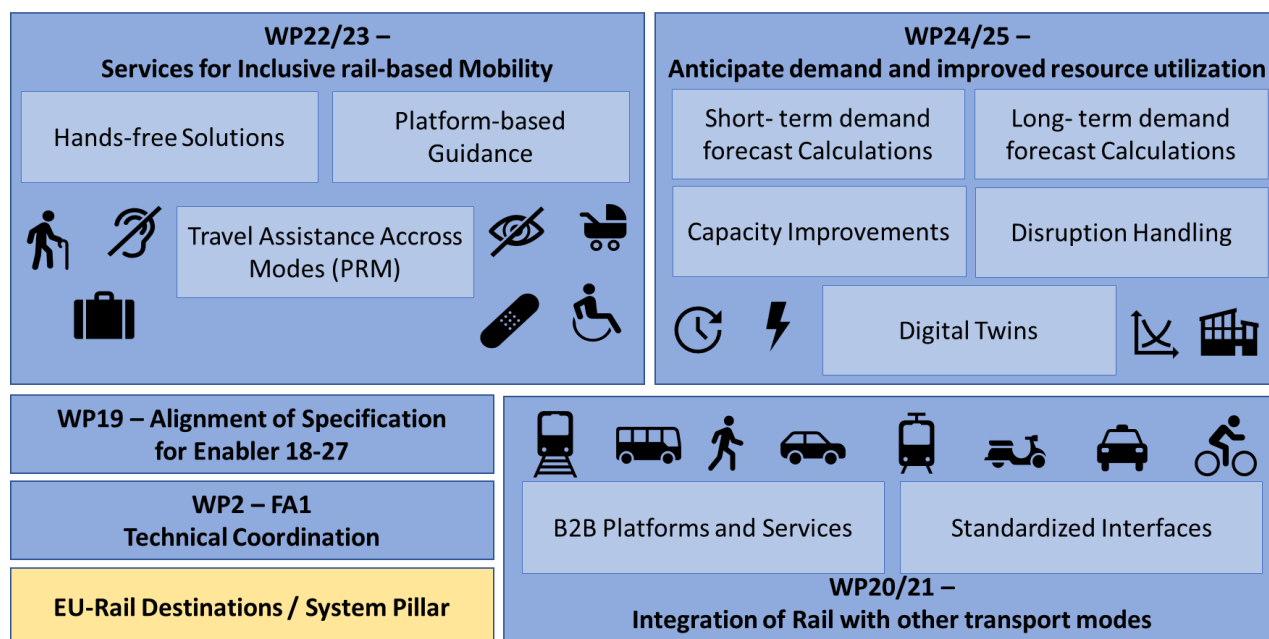 WP22/23 –
Services for Inclusive rail-based Mobility
Hands-free Solutions
Platform-based
Guidance
Travel Assistance Accross
Modes (PRM)
WP24/25 –
Anticipate demand and improved resource utilization
Short- term demand
forecast Calculations
Long- term demand
forecast Calculations
Capacity Improvements
Disruption Handling
Digital Twins
WP19 – Alignment of Specification
for Enabler 18-27
WP2 – FA1
Technical Coordination
EU-Rail Destinations / System Pillar
B2B Platforms and Services
Standardized Interfaces
WP20/21 –
Integration of Rail with other transport modes